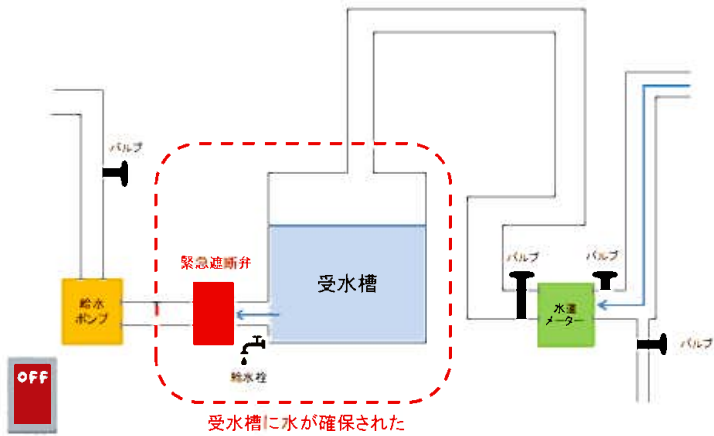 バルブ
緊急遮断弁
受水槽
バルブ
バルブ
給水
ポンプ
水道
メーター
バルブ
給水栓
OFF
受水槽に水が確保された